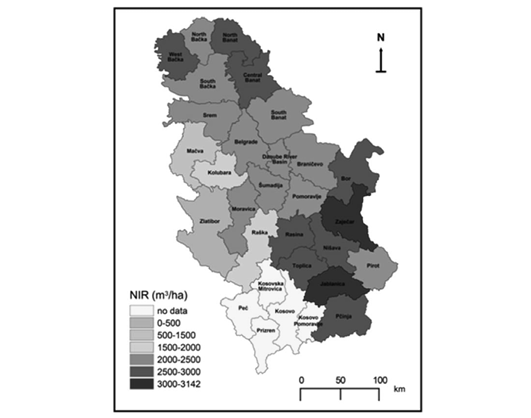 North
Bačka
North
Banat
West
Bačka
Central
Banat
South
Bačka
South
Banat
Srem
Belgrade
Mačva
Danube River
Basin
Braničevo
Kolubara
Bor
Šumadija
Pomoravlje
Moravica
Zlatibor
Zaječar
Raška
Rasina
Nišava
Toplica
Pirot
Jablanica
Kosovska
Mitrovica
Peć
Kosovo
Kosovo
Pomoravlje
Pčinja
Prizren
N
NIR (m³/ha)
no data
0-500
500-1500
1500-2000
2000-2500
2500-3000
3000-3142
0 50 100
km